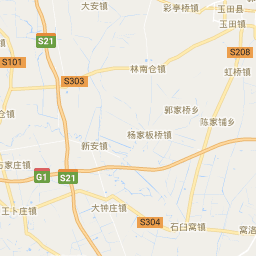 大安镇
彩亭桥镇
玉田县
玉田镇
S21
S208
S101
林南仓镇
虹桥镇
S303
郭家桥乡
陈家铺乡
杨家板桥镇
新安镇
石家庄镇
G1
S21
王卜庄镇
大钟庄镇
S304
石臼窝镇
窝洛